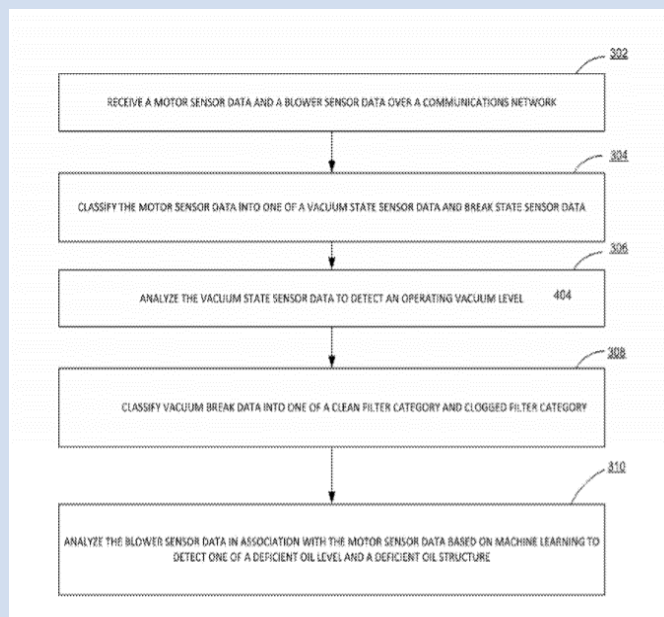 302
RECEIVE A MOTOR SENSOR DATA AND A BLOWER SENSOR DATA OVER A COMMUNICATIONS NETWORK
304
CLASSIFY THE MOTOR SENSOR DATA INTO ONE OF A VACUUM STATE SENSOR DATA AND BREAK STATE SENSOR DATA
306
ANALYZE THE VACUUM STATE SENSOR DATA TO DETECT AN OPERATING VACUUM LEVEL 404
308
CLASSIFY VACUUM BREAK DATA INTO ONE OF A CLEAN FILTER CATEGORY AND CLOGGED FILTER CATEGORY
310
ANALYZE THE BLOWER SENSOR DATA IN ASSOCIATION WITH THE MOTOR SENSOR DATA BASED ON MACHINE LEARNING TO
DETECT ONE OF A DEFICIENT OIL LEVEL AND A DEFICIENT OIL STRUCTURE